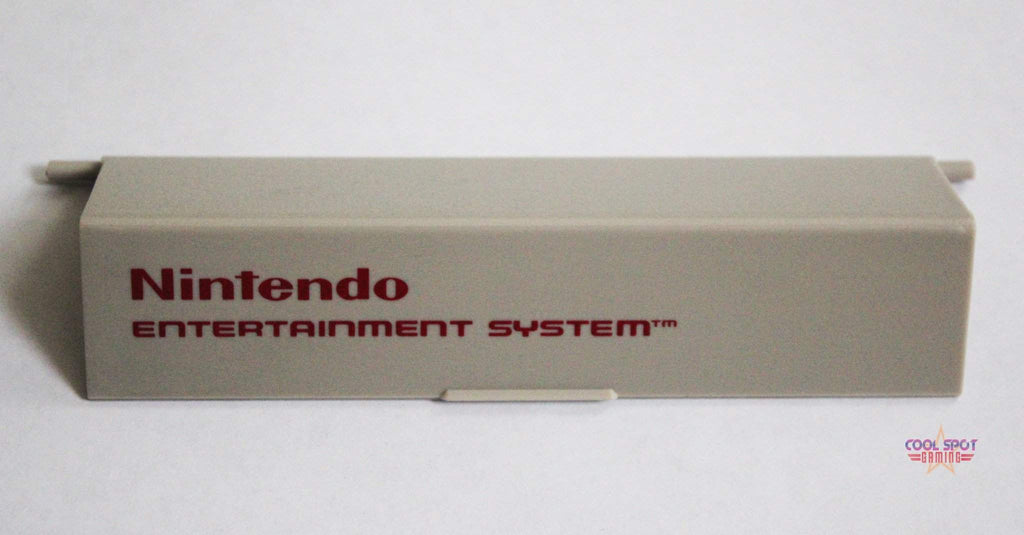 Nintendo
ENTERTAINMENT SYSTEM™
COOL SPOT
GAMING